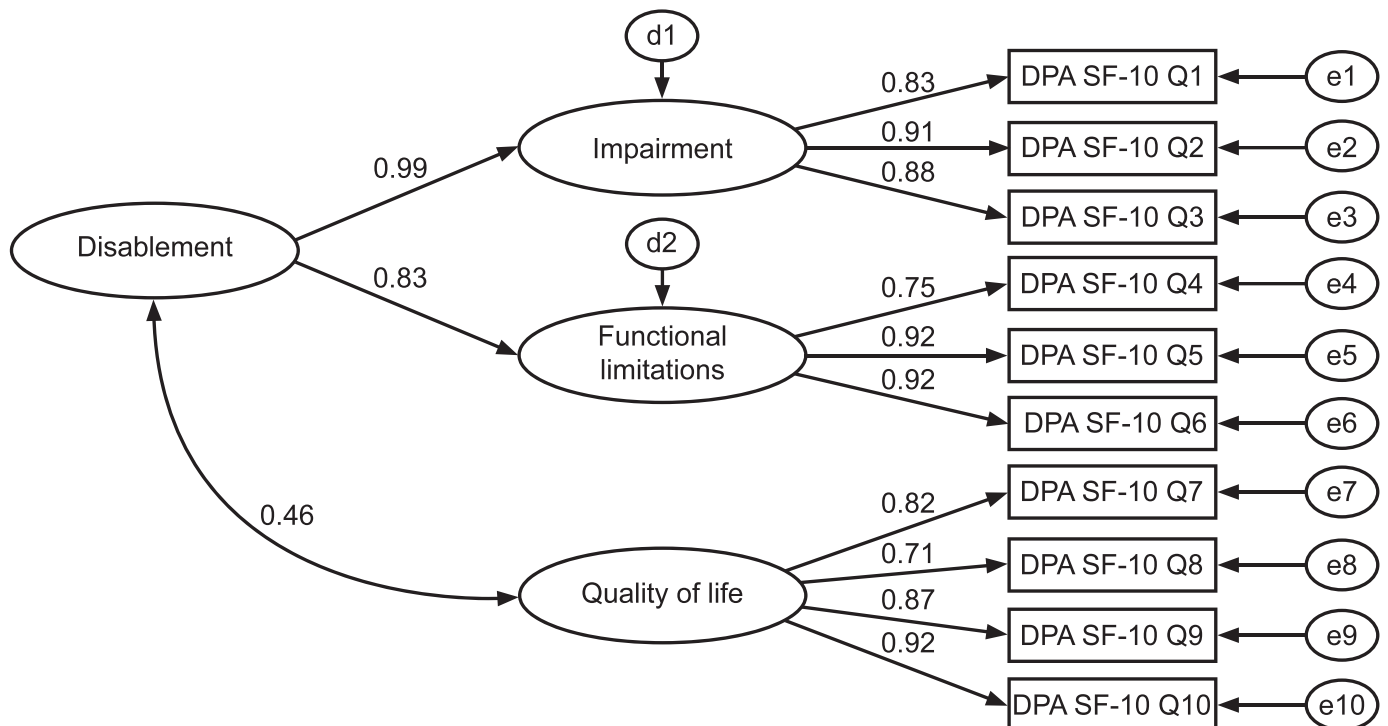 d1
DPA SF-10 Q1
e1
0.83
Impairment
0.91
DPA SF-10 Q2
e2
0.88
0.99
DPA SF-10 Q3
e3
Disablement
d2
0.83
0.75
DPA SF-10 Q4
e4
Functional
limitations
0.92
DPA SF-10 Q5
e5
0.92
DPA SF-10 Q6
e6
0.82
DPA SF-10 Q7
e7
0.46
0.71
DPA SF-10 Q8
e8
Quality of life
0.87
DPA SF-10 Q9
e9
0.92
DPA SF-10 Q10
e10